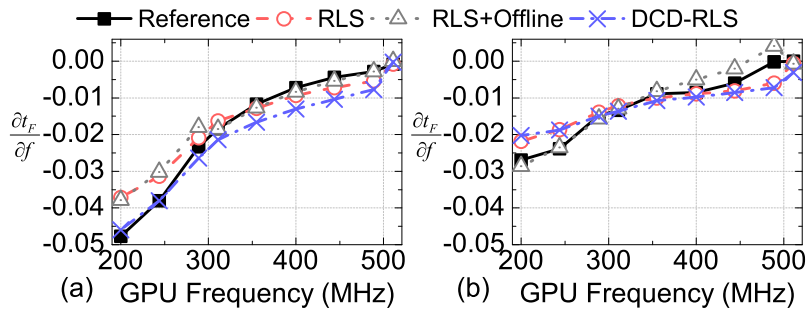 Reference RLS RLS+Offline DCD-RLS
0.00 0.00
-0.01 -0.01
∂t_F/∂f -0.02 ∂t_F/∂f -0.02
-0.03 -0.03
-0.04 -0.04
-0.05 -0.05
200 300 400 500 200 300 400 500
(a) GPU Frequency (MHz) (b) GPU Frequency (MHz)